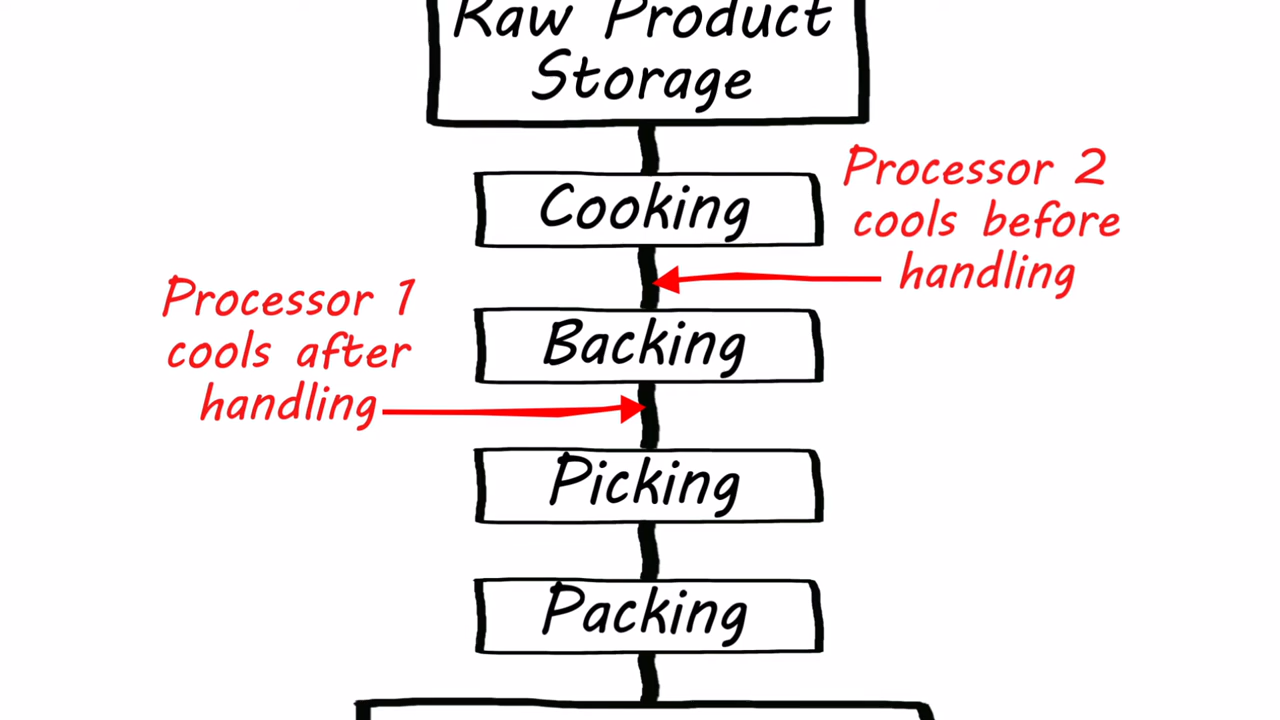 Raw Product
Storage
Cooking
Processor 2
cools before
handling
Backing
Processor 1
cools after
handling
Picking
Packing